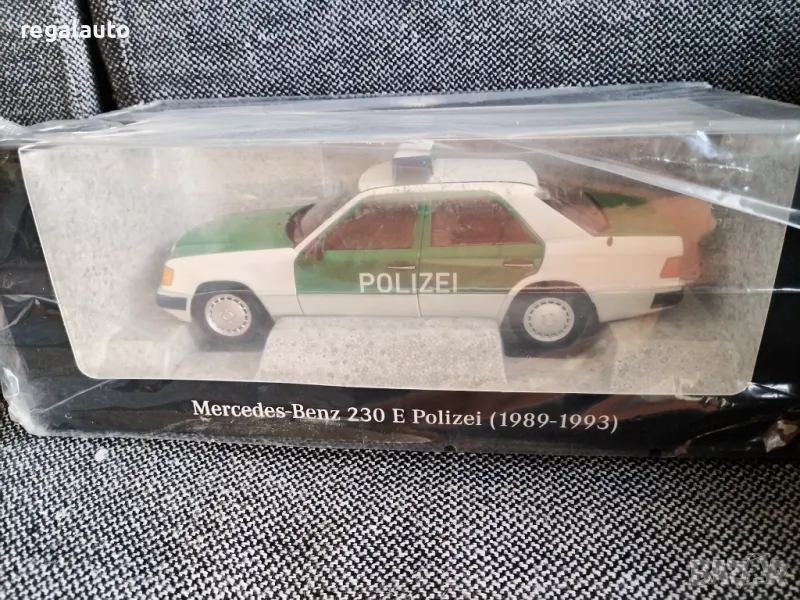 regalauto
POLIZEI
Mercedes-Benz 230 E Polizei (1989-1993)